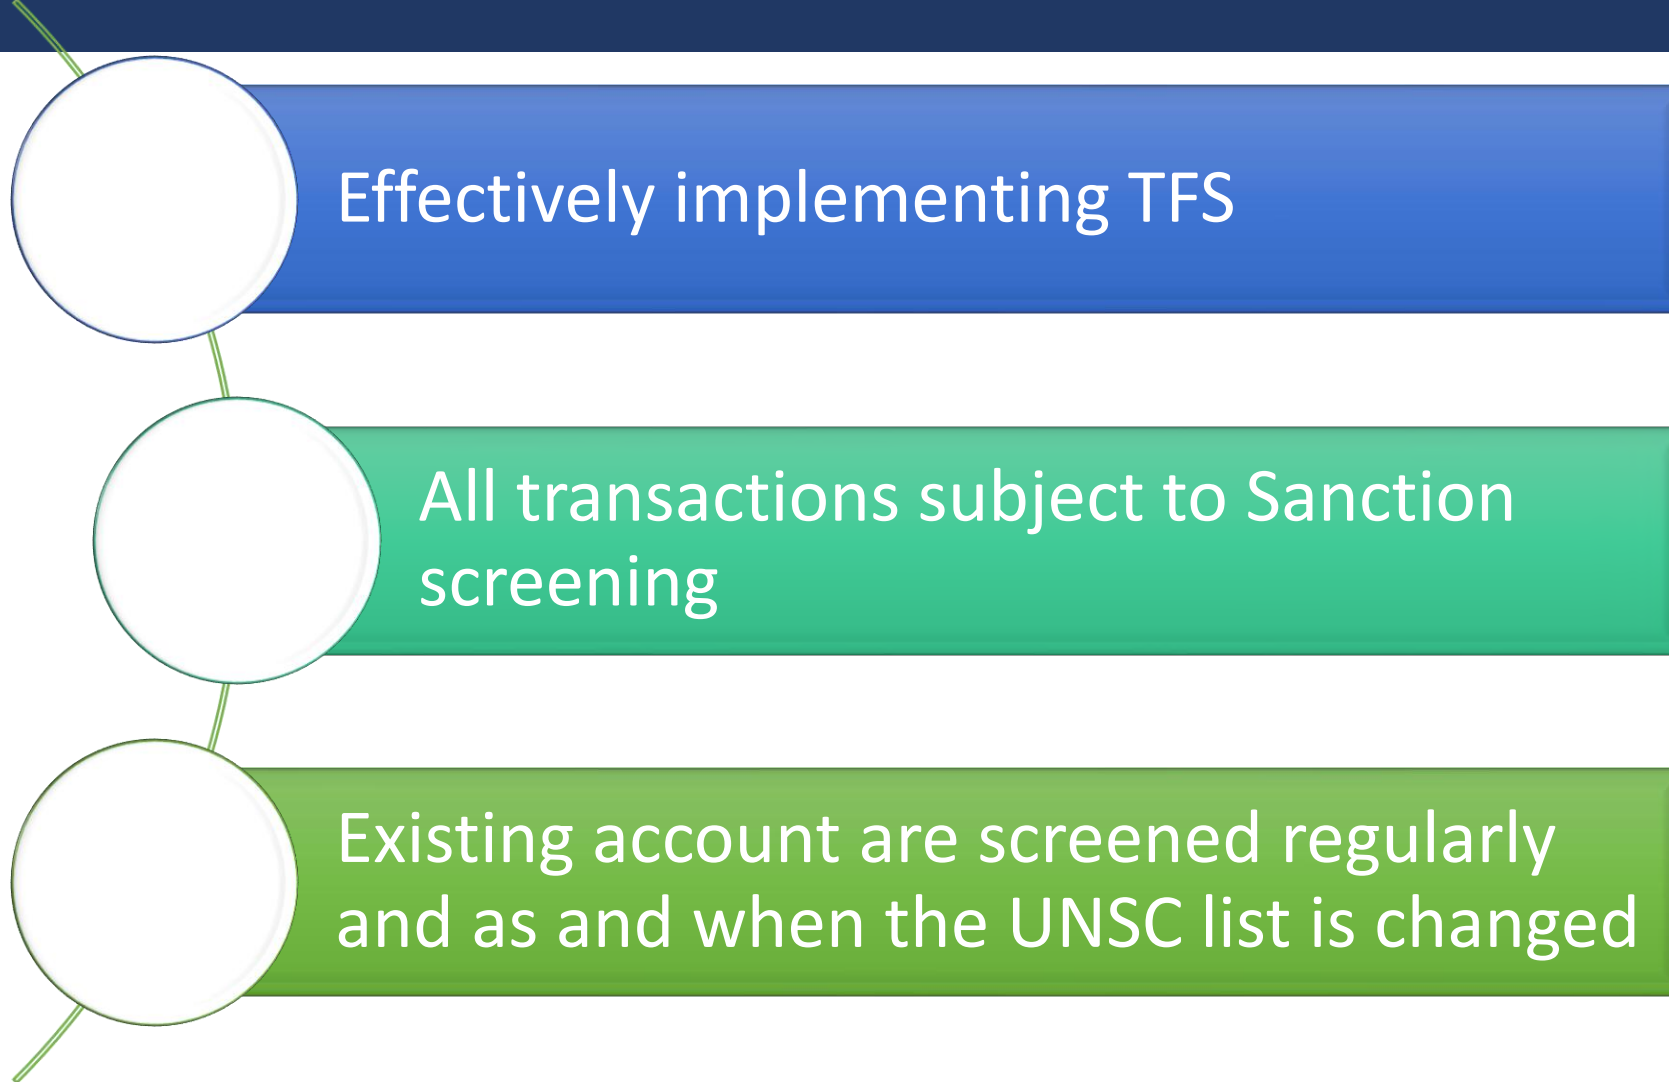 Effectively implementing TFS
All transactions subject to Sanction
screening
Existing account are screened regularly
and as and when the UNSC list is changed